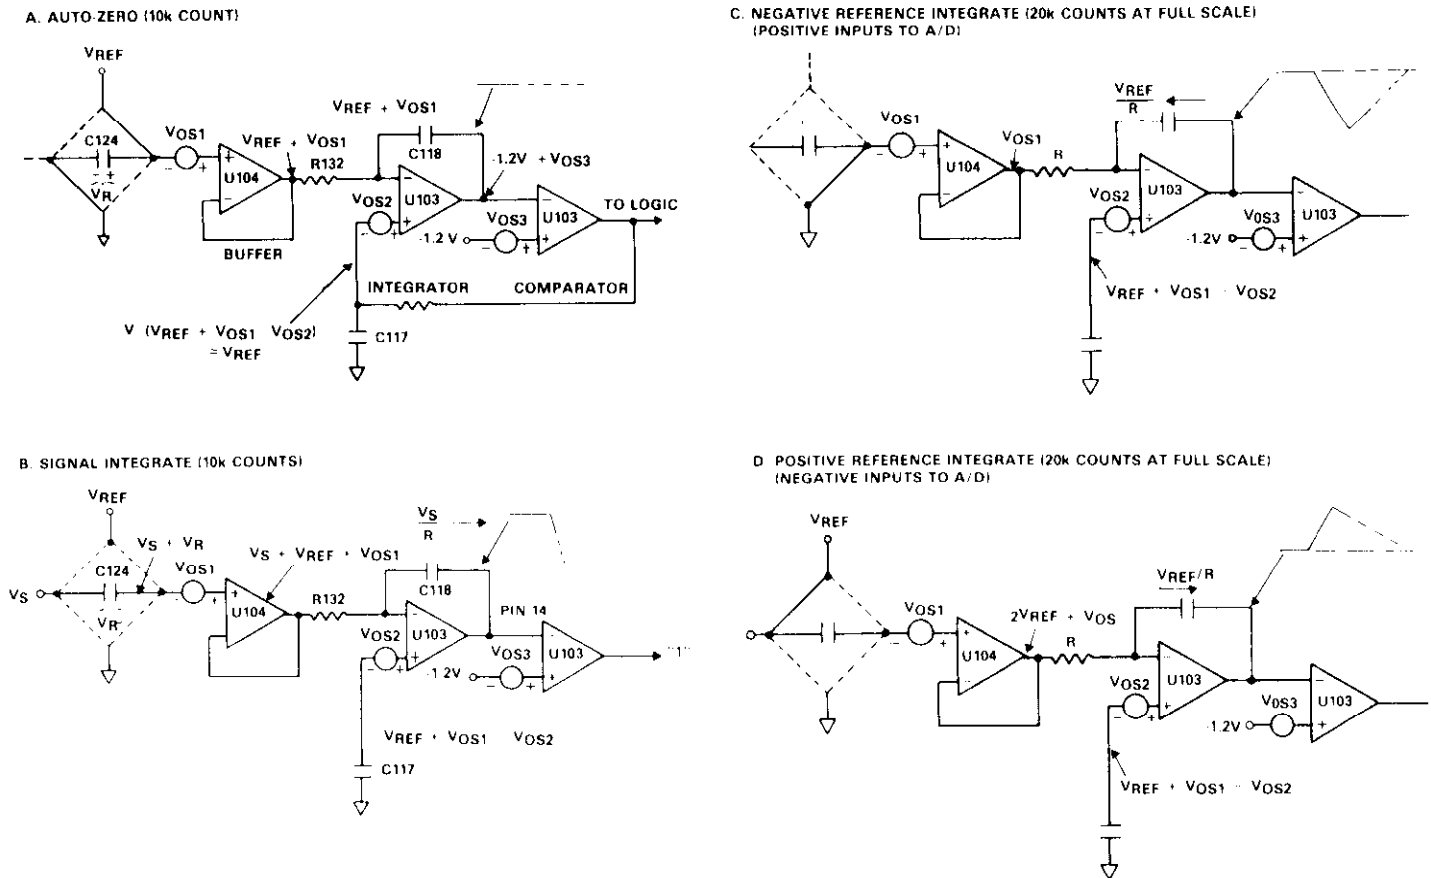 A. AUTO-ZERO (10k COUNT)
VREF
C124
VR
VOS1
VREF + VOS1
U104
BUFFER
R132
VREF + VOS1
C118
-1.2V + VOS3
VOS2
U103
VOS3
-1.2 V
U103
TO LOGIC
INTEGRATOR
COMPARATOR
V (VREF + VOS1 VOS2)
= VREF
C117
B. SIGNAL INTEGRATE (10k COUNTS)
VREF
VS + VR
VS
C124
VR
VOS1
VS + VREF + VOS1
U104
R132
VS
R
C118
VOS2
U103
PIN 14
VOS3
-1 2V
U103
"1"
VREF + VOS1 VOS2
C117
C. NEGATIVE REFERENCE INTEGRATE (20k COUNTS AT FULL SCALE)
(POSITIVE INPUTS TO A/D)
VOS1
U104
VOS1
R
VREF
R
VOS2
U103
VOS3
-1.2V
U103
VREF + VOS1 - VOS2
D POSITIVE REFERENCE INTEGRATE (20k COUNTS AT FULL SCALE)
(NEGATIVE INPUTS TO A/D)
VREF
VOS1
U104
2VREF + VOS
R
VREF/R
VOS2
U103
VOS3
-1.2V
U103
VREF + VOS1 - VOS2